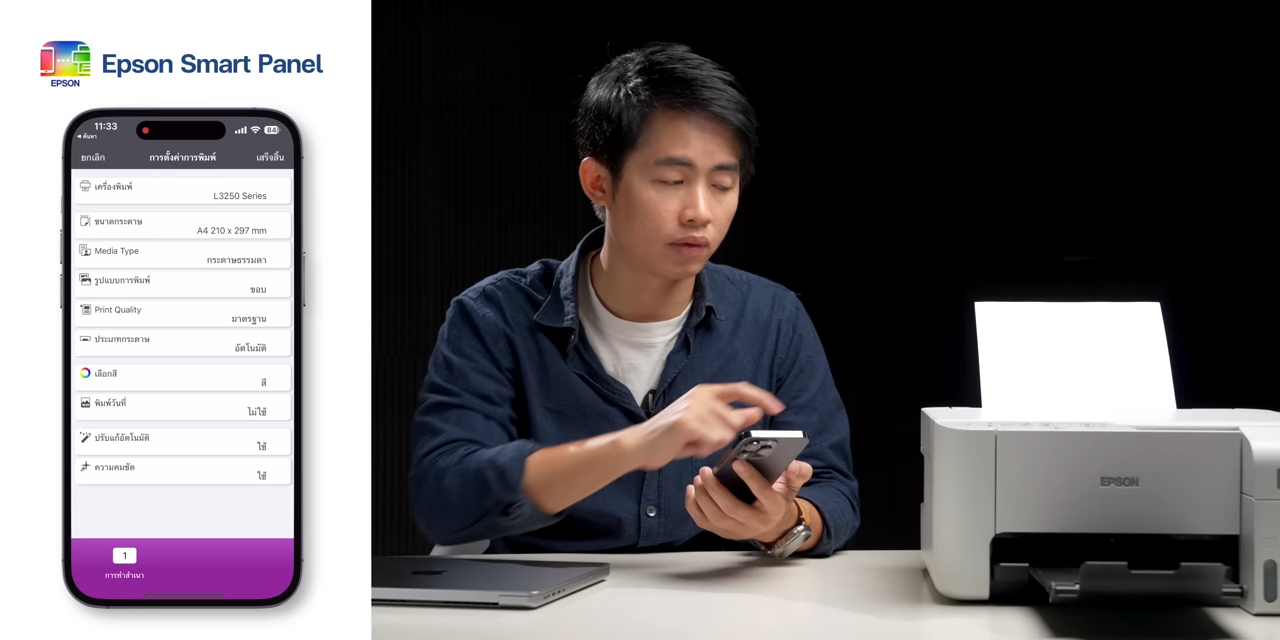 EPSON
Epson Smart Panel
11:33
84
◀ ค้นหา
ยกเลิก
การตั้งค่าการพิมพ์
เสร็จสิ้น
เครื่องพิมพ์
L3250 Series
ขนาดกระดาษ
A4 210 x 297 mm
Media Type
กระดาษธรรมดา
รูปแบบการพิมพ์
ขอบ
Print Quality
มาตรฐาน
ประเภทกระดาษ
อัตโนมัติ
เลือกสี
สี
พิมพ์วันที่
ไม่ใช้
ปรับแก้อัตโนมัติ
ใช้
ความคมชัด
ใช้
1
การทำสำเนา
EPSON